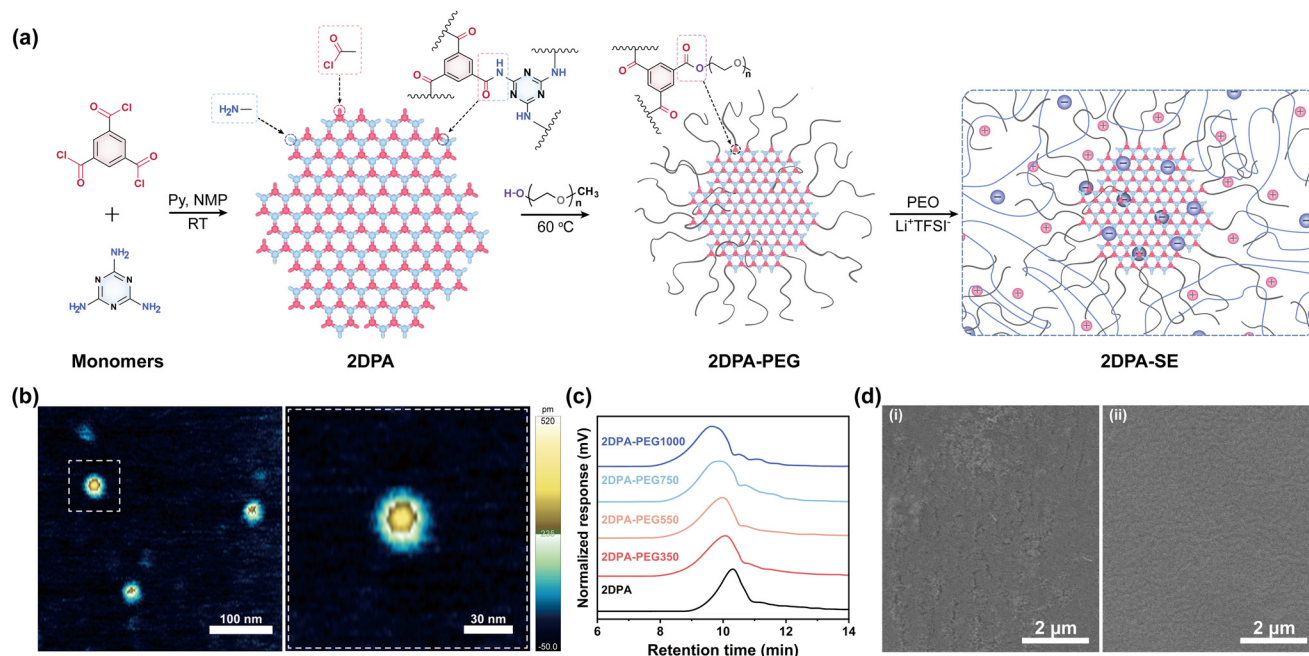 (a)
O
Cl
H₂N
O
Cl
Cl
O
O
Cl
+
NH₂
N
N
H₂N
N
NH₂
Monomers
Py, NMP
RT
2DPA
O
O
O
H
N
HN
N
N
N
NH
H-O
O
n
CH₃
60 °C
O
O
O
O
n
O
2DPA-PEG
PEO
Li⁺TFSI⁻
2DPA-SE
(b)
100 nm
30 nm
pm
520
235
-50.0
(c)
Normalized response (mV)
2DPA-PEG1000
2DPA-PEG750
2DPA-PEG550
2DPA-PEG350
2DPA
6
8
10
12
14
Retention time (min)
(d)
(i)
2 μm
(ii)
2 μm